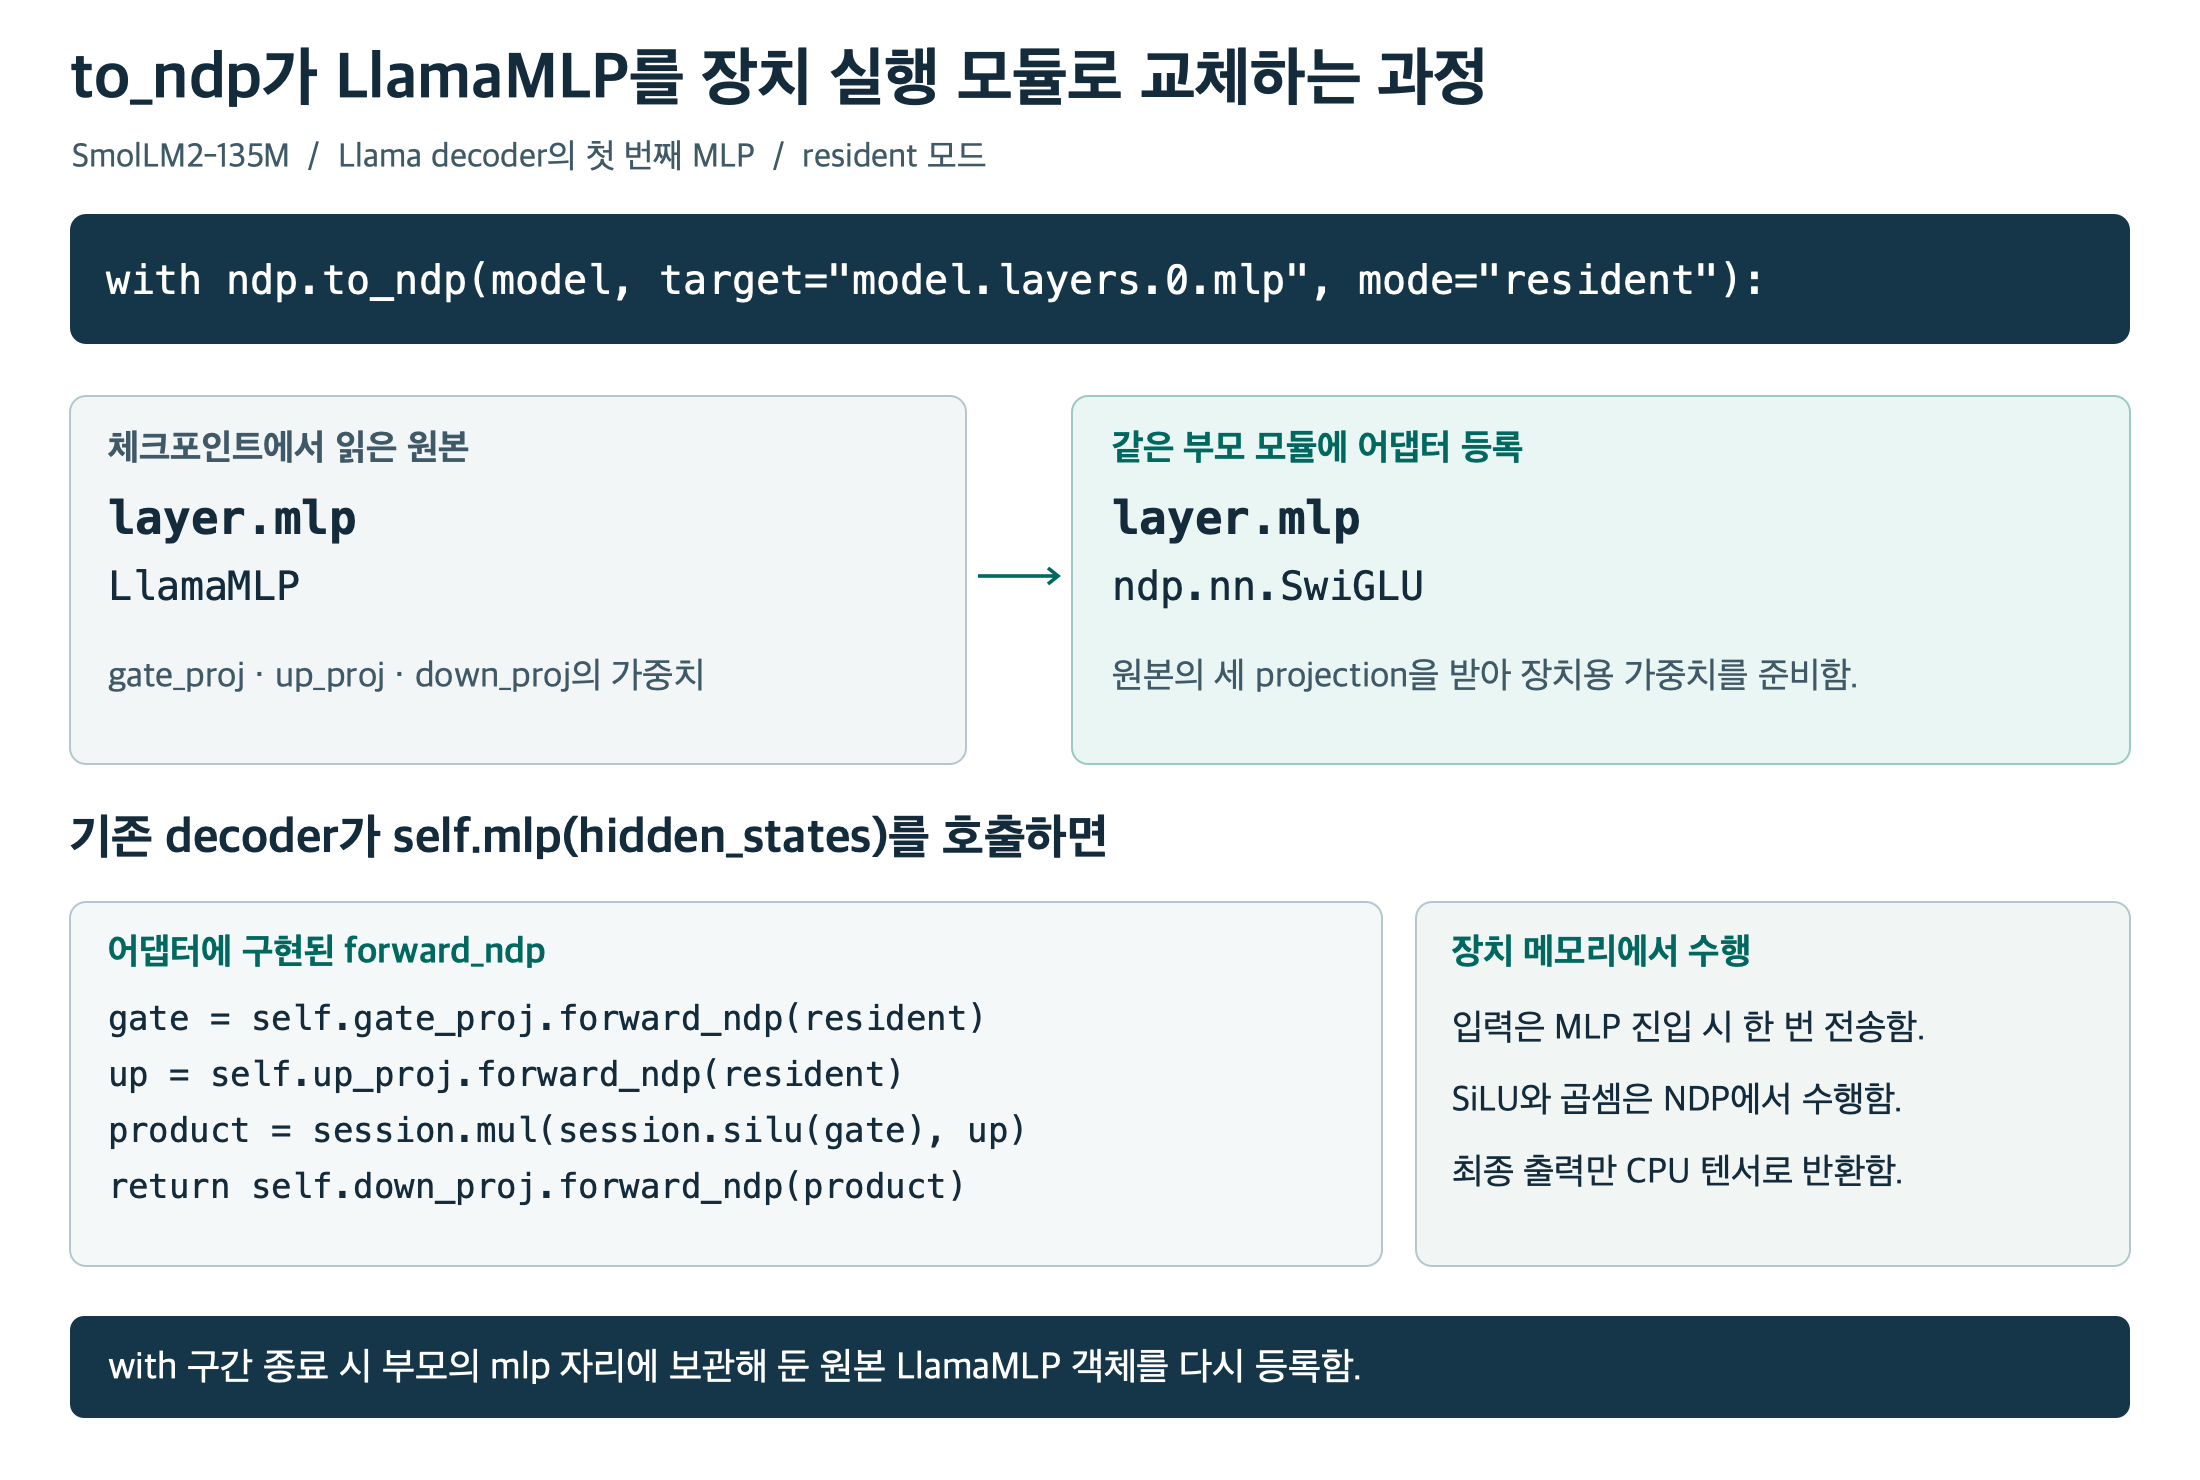 to_ndp가 LlamaMLP를 장치 실행 모듈로 교체하는 과정
SmolLM2-135M / Llama decoder의 첫 번째 MLP / resident 모드
with ndp.to_ndp(model, target="model.layers.0.mlp", mode="resident"):
체크포인트에서 읽은 원본
layer.mlp
LlamaMLP
gate_proj · up_proj · down_proj의 가중치
같은 부모 모듈에 어댑터 등록
layer.mlp
ndp.nn.SwiGLU
원본의 세 projection을 받아 장치용 가중치를 준비함.
기존 decoder가 self.mlp(hidden_states)를 호출하면
어댑터에 구현된 forward_ndp
gate = self.gate_proj.forward_ndp(resident)
up = self.up_proj.forward_ndp(resident)
product = session.mul(session.silu(gate), up)
return self.down_proj.forward_ndp(product)
장치 메모리에서 수행
입력은 MLP 진입 시 한 번 전송함.
SiLU와 곱셈은 NDP에서 수행함.
최종 출력만 CPU 텐서로 반환함.
with 구간 종료 시 부모의 mlp 자리에 보관해 둔 원본 LlamaMLP 객체를 다시 등록함.